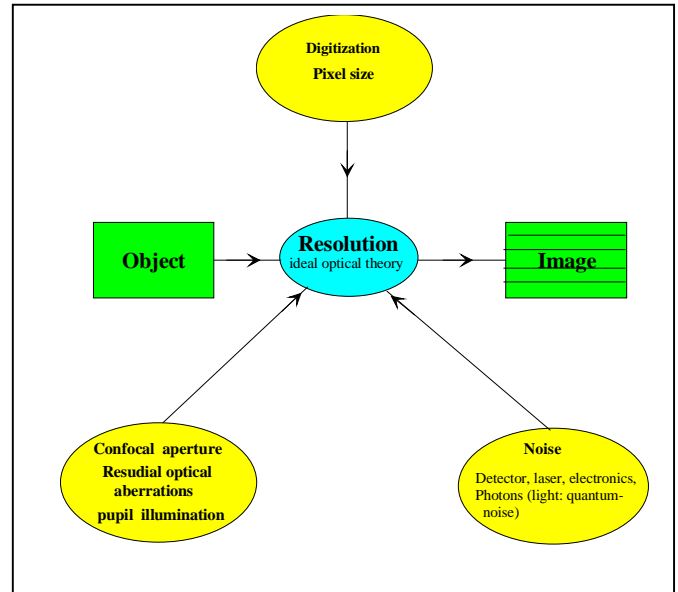 Digitization
Pixel size
Resolution
ideal optical theory
Object
Image
Confocal aperture
Resudial optical
aberrations
pupil illumination
Noise
Detector, laser, electronics,
Photons (light: quantum-
noise)